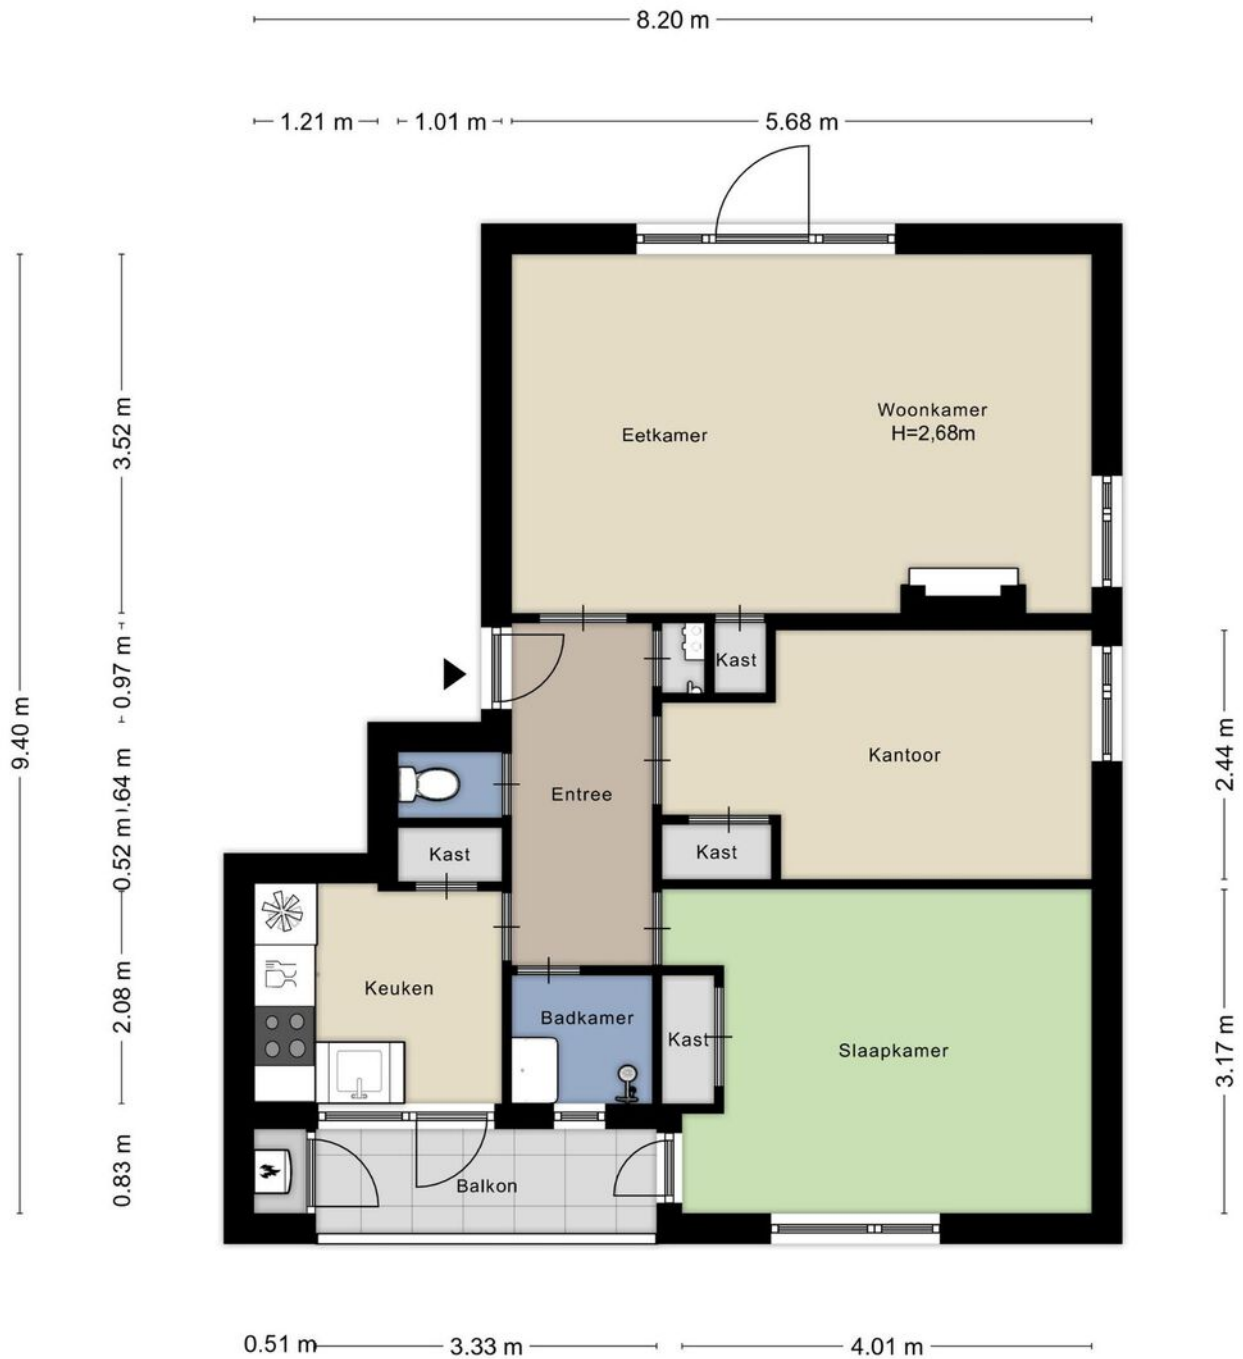 8.20 m
1.21 m
1.01 m
5.68 m
3.52 m
Eetkamer
Woonkamer
H=2,68m
0.97 m
9.40 m
Kast
2.44 m
Kantoor
Entree
0.52 m
Kast
Kast
2.08 m
Keuken
Badkamer
Kast
Slaapkamer
3.17 m
0.83 m
Balkon
0.51 m
3.33 m
4.01 m